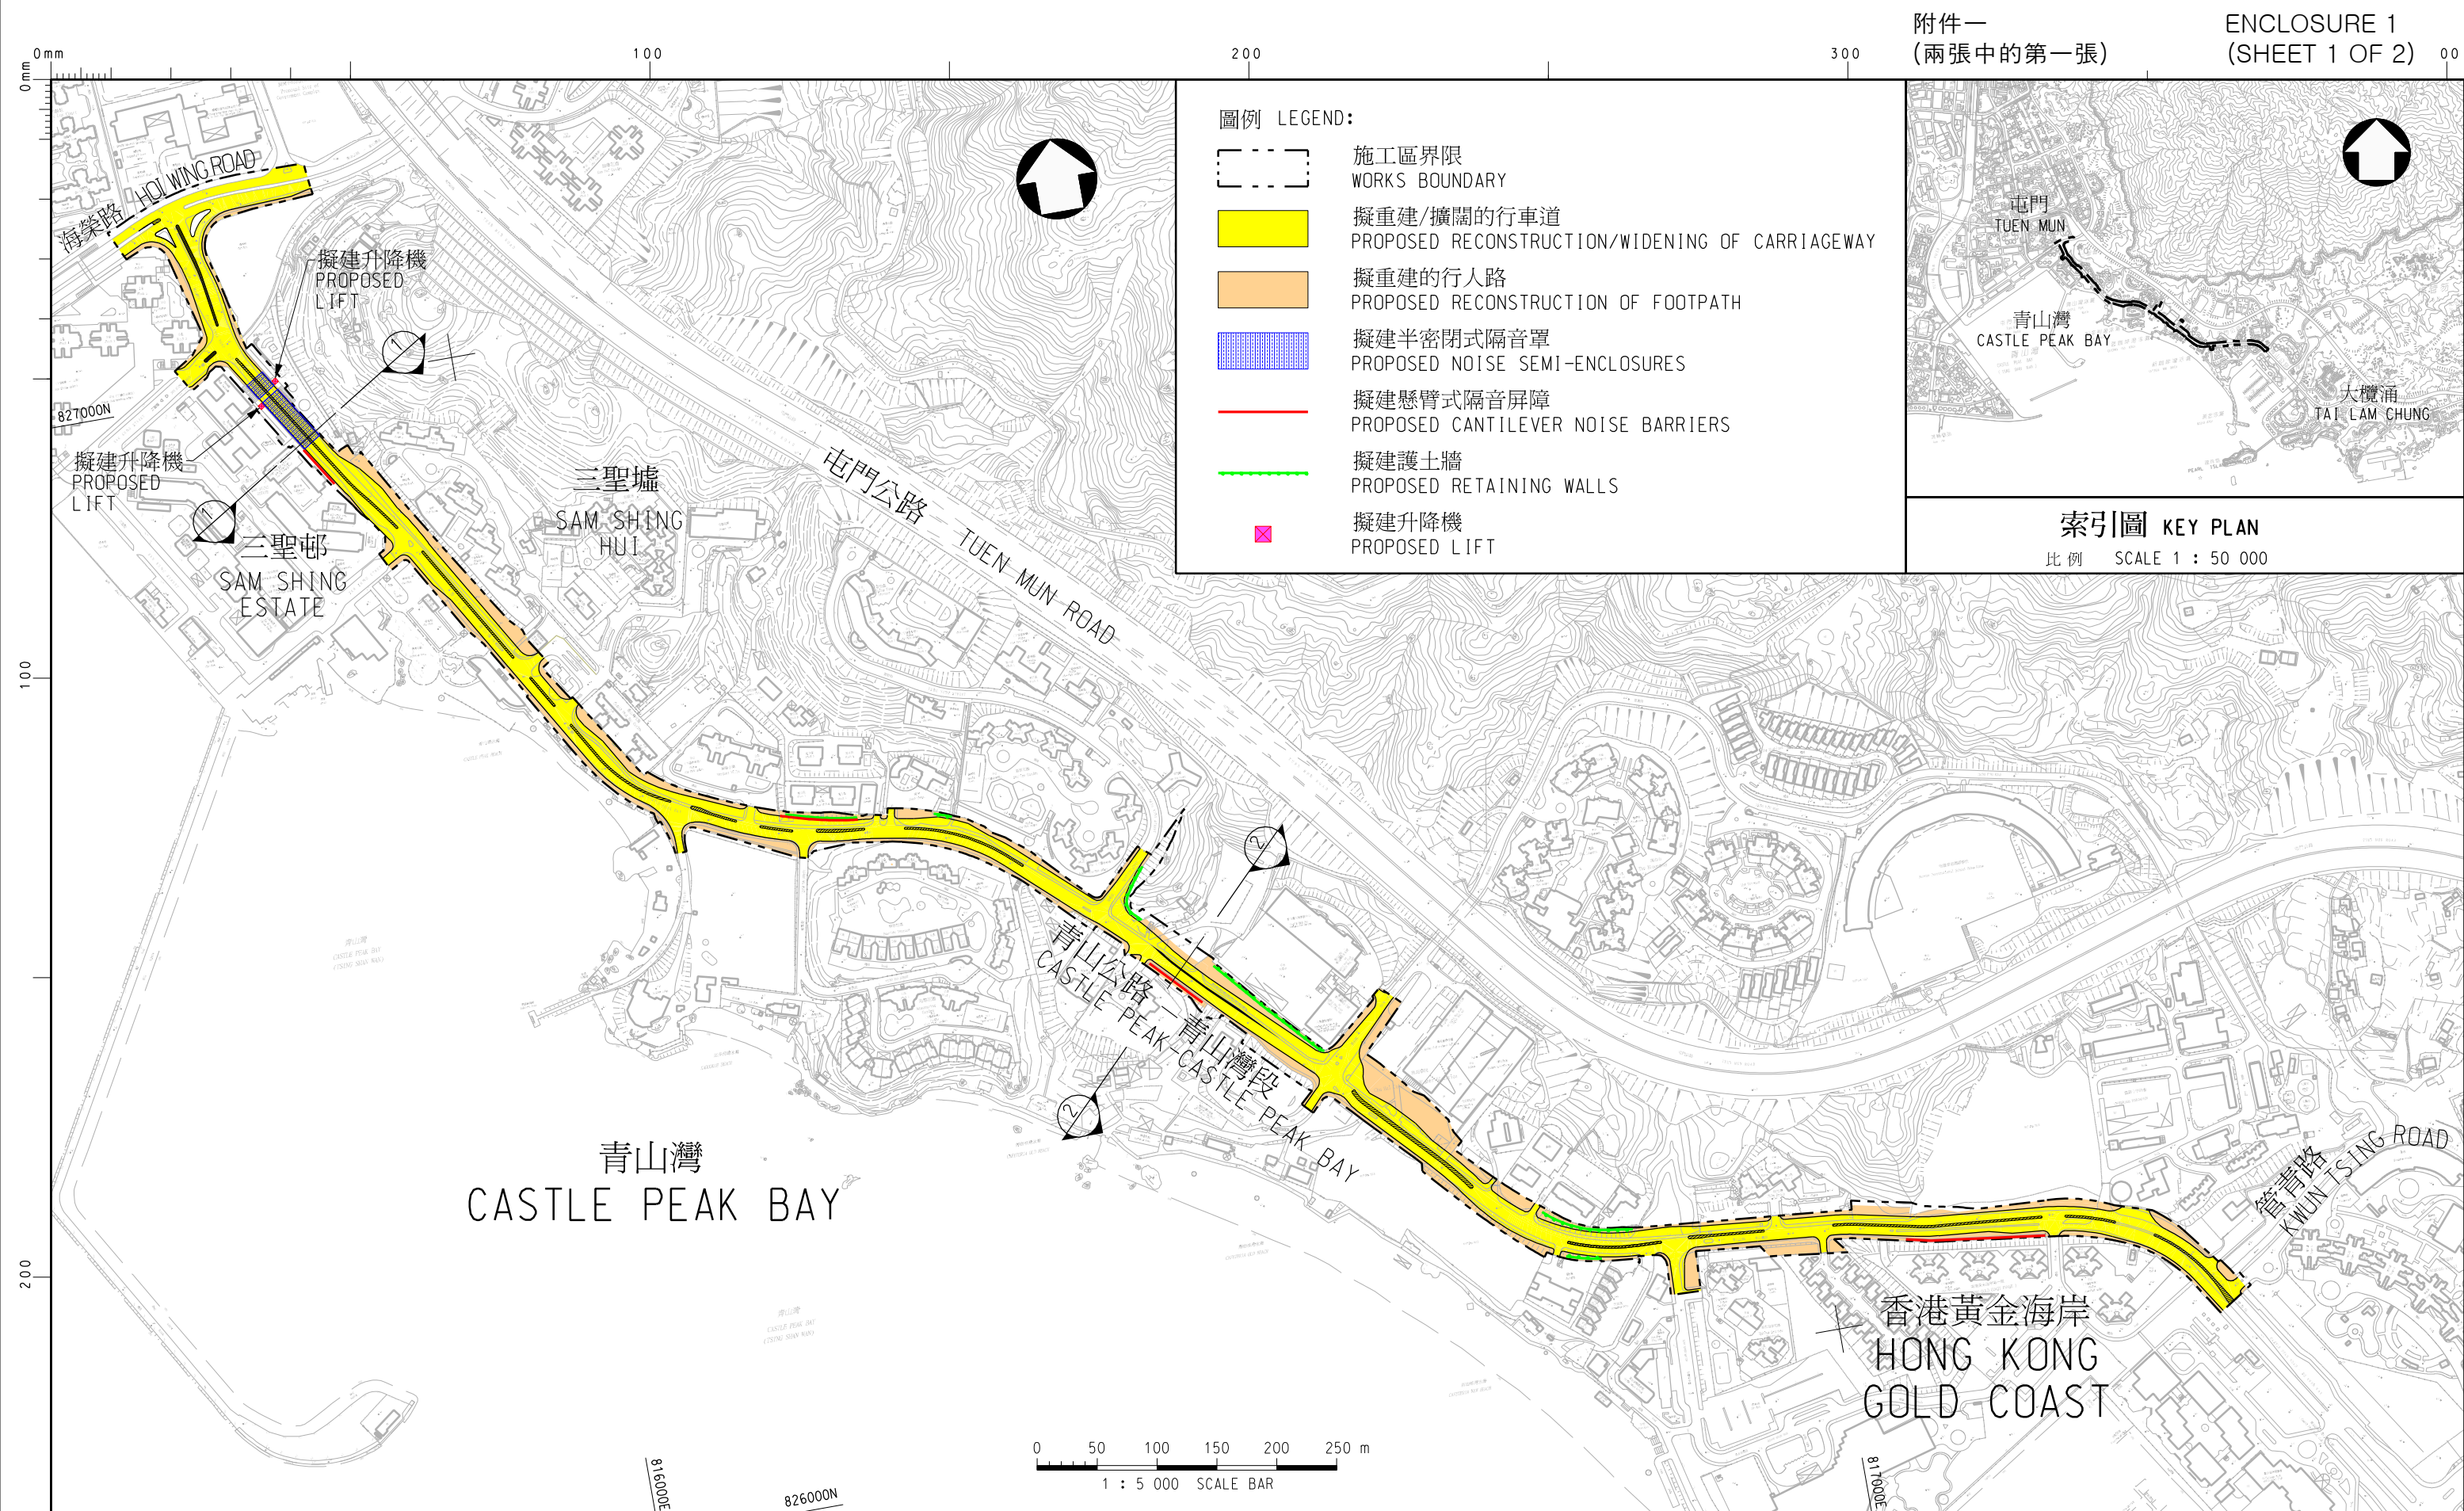 附件一
(兩張中的第一張)
ENCLOSURE 1
(SHEET 1 OF 2)
0mm
100
200
300
00
0mm
100
200
圖例 LEGEND:
施工區界限
WORKS BOUNDARY
擬重建/擴闊的行車道
PROPOSED RECONSTRUCTION/WIDENING OF CARRIAGEWAY
擬重建的行人路
PROPOSED RECONSTRUCTION OF FOOTPATH
擬建半密閉式隔音罩
PROPOSED NOISE SEMI-ENCLOSURES
擬建懸臂式隔音屏障
PROPOSED CANTILEVER NOISE BARRIERS
擬建護土牆
PROPOSED RETAINING WALLS
擬建升降機
PROPOSED LIFT
屯門
TUEN MUN
青山灣
CASTLE PEAK BAY
大欖涌
TAI LAM CHUNG
索引圖 KEY PLAN
比例 SCALE 1 : 50 000
海榮路 HOI WING ROAD
擬建升降機
PROPOSED
LIFT
1
827000N
擬建升降機
PROPOSED
LIFT
1
三聖邨
SAM SHING
ESTATE
三聖墟
SAM SHING
HUI
屯門公路 TUEN MUN ROAD
2
青山公路－青山灣段
CASTLE PEAK-CASTLE PEAK BAY
2
青山灣
CASTLE PEAK BAY
管青路
KWUN TSING ROAD
香港黃金海岸
HONG KONG
GOLD COAST
0 50 100 150 200 250 m
1 : 5 000 SCALE BAR
816000E
826000N
817000E